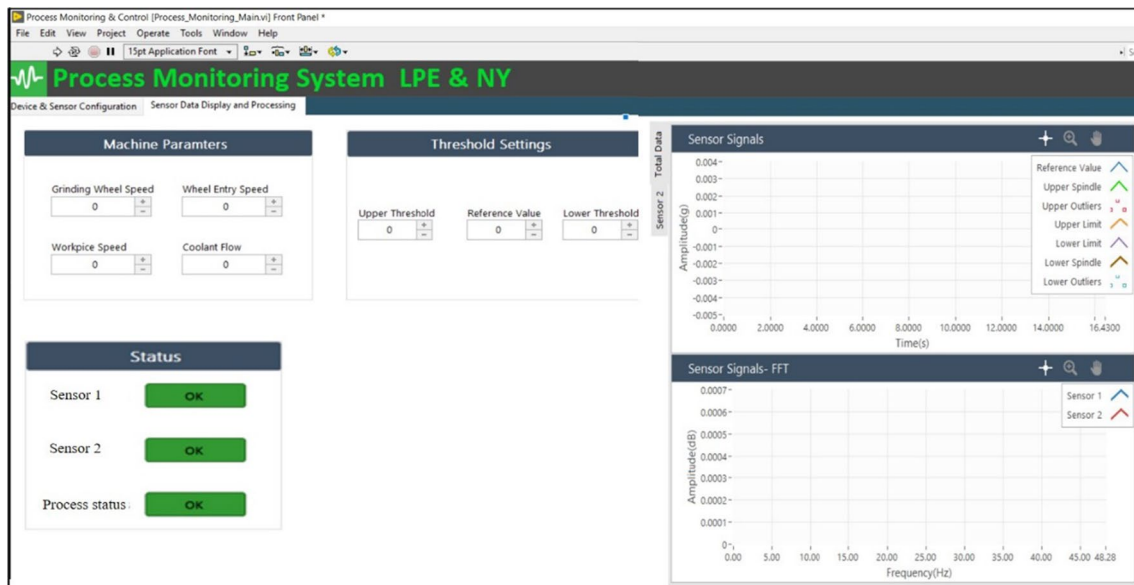 Process Monitoring & Control [Process_Monitoring_Main.vi] Front Panel *
File Edit View Project Operate Tools Window Help
15pt Application Font
Process Monitoring System LPE & NY
Device & Sensor Configuration Sensor Data Display and Processing
Machine Paramters
Grinding Wheel Speed Wheel Entry Speed
0 0
Workpice Speed Coolant Flow
0 0
Threshold Settings
Upper Threshold Reference Value Lower Threshold
0 0 0
Status
Sensor 1 OK
Sensor 2 OK
Process status : OK
Total Data
Sensor 2
Sensor Signals
Amplitude(g)
0.004
0.003
0.002
0.001
0
-0.001
-0.002
-0.003
-0.004
-0.005
0.0000 2.0000 4.0000 6.0000 8.0000 10.0000 12.0000 14.0000 16.4300
Time(s)
Reference Value
Upper Spindle
Upper Outliers
Upper Limit
Lower Limit
Lower Spindle
Lower Outliers
Sensor Signals- FFT
Amplitude(dB)
0.0007
0.0006
0.0005
0.0004
0.0003
0.0002
0.0001
0
0.00 5.00 10.00 15.00 20.00 25.00 30.00 35.00 40.00 45.00 48.28
Frequency(Hz)
Sensor 1
Sensor 2